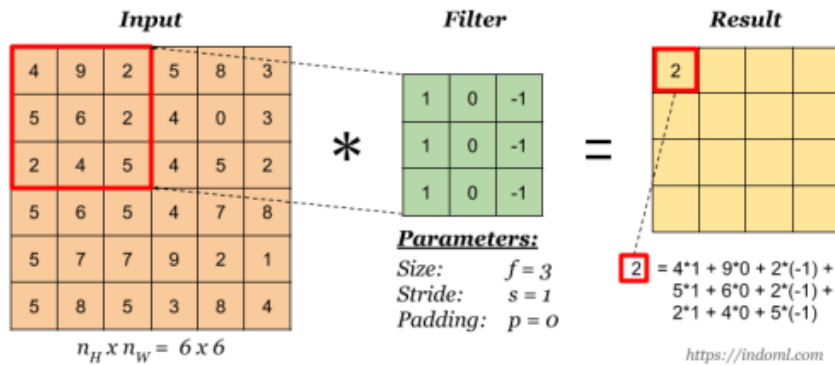 Input
Filter
Result
4 9 2 5 8 3
5 6 2 4 0 3
2 4 5 4 5 2
5 6 5 4 7 8
5 7 7 9 2 1
5 8 5 3 8 4
n_H x n_W = 6 x 6
*
1 0 -1
1 0 -1
1 0 -1
Parameters:
Size: f = 3
Stride: s = 1
Padding: p = 0
=
2
2 = 4*1 + 9*0 + 2*(-1) +
5*1 + 6*0 + 2*(-1) +
2*1 + 4*0 + 5*(-1)
https://indoml.com